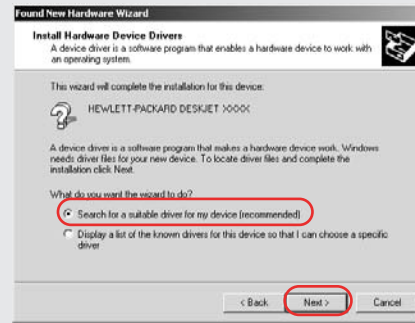 Found New Hardware Wizard
Install Hardware Device Drivers
A device driver is a software program that enables a hardware device to work with
an operating system.
This wizard will complete the installation for this device:
HEWLETT-PACKARD DESKJET XXXX
A device driver is a software program that makes a hardware device work. Windows
needs driver files for your new device. To locate driver files and complete the
installation click Next.
What do you want the wizard to do?
Search for a suitable driver for my device (recommended)
Display a list of the known drivers for this device so that I can choose a specific
driver
< Back
Next >
Cancel